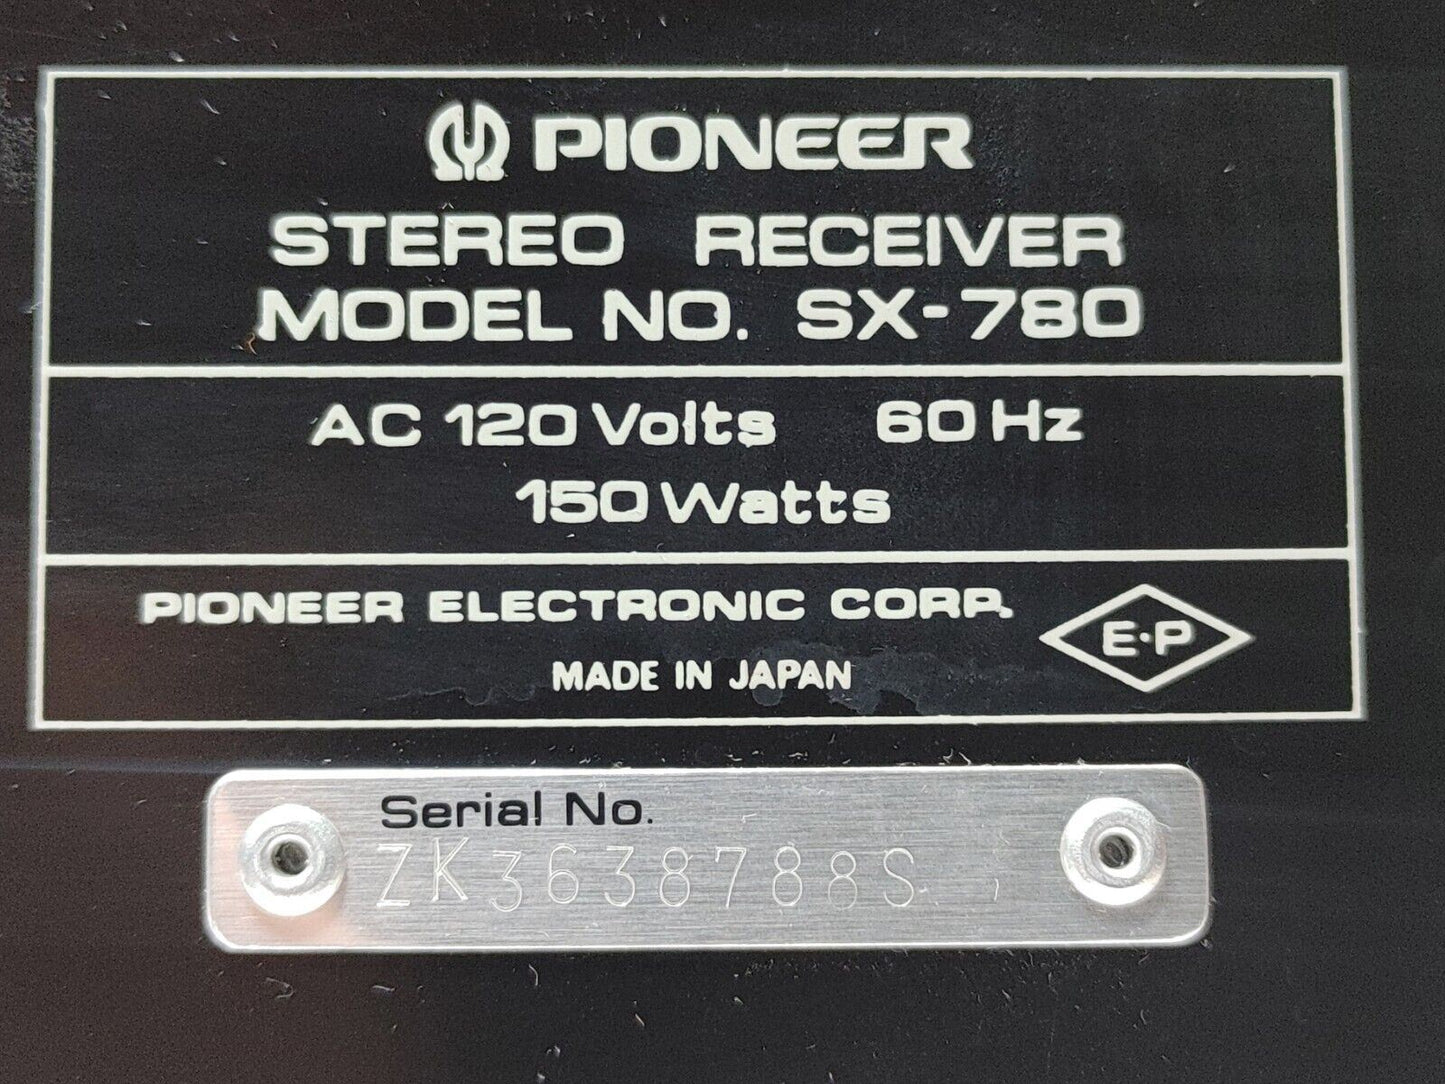 PIONEER
STEREO RECEIVER
MODEL NO. SX-780
AC 120 Volts 60 Hz
150 Watts
PIONEER ELECTRONIC CORP.
E·P
MADE IN JAPAN
Serial No.
ZK3638788S